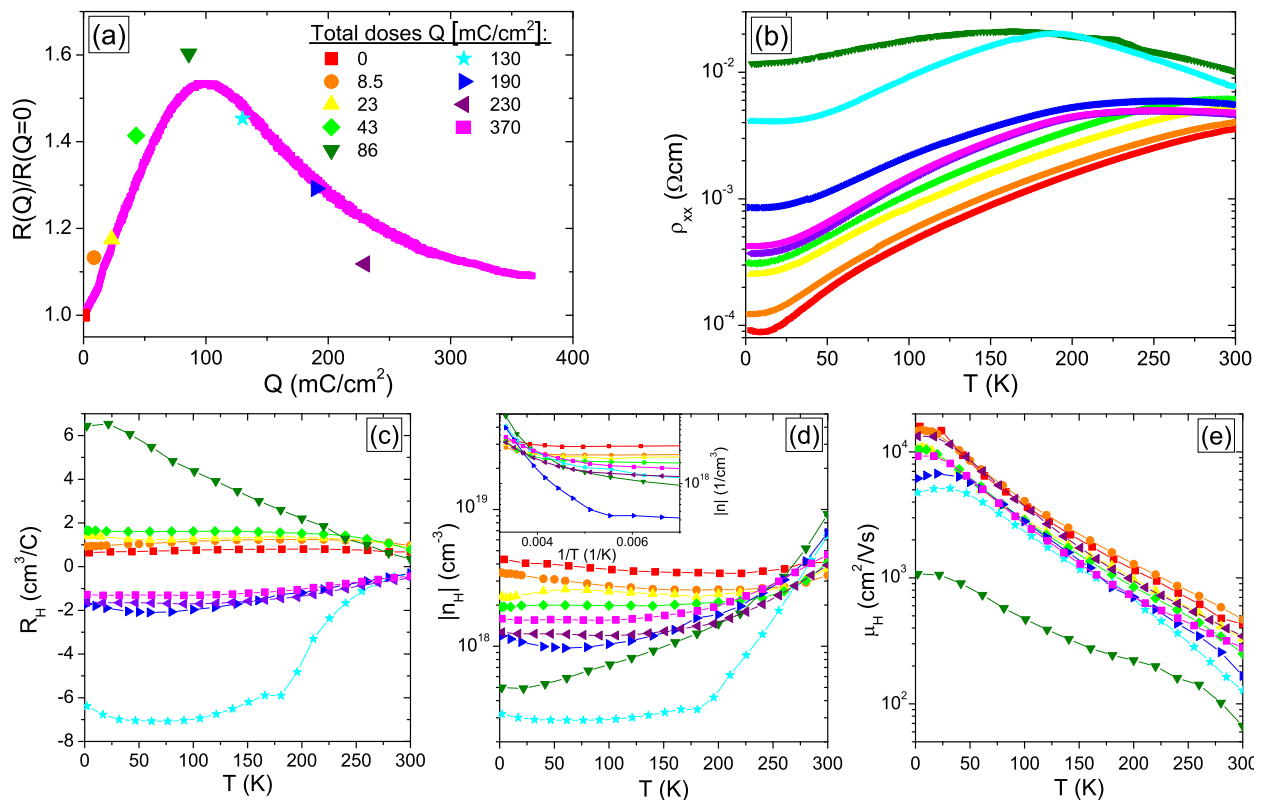 (a)
Total doses Q [mC/cm²]:
0
8.5
23
43
86
130
190
230
370
1.6
1.4
1.2
1.0
R(Q)/R(Q=0)
0 100 200 300 400
Q (mC/cm²)
(b)
10⁻²
10⁻³
10⁻⁴
ρxx (Ωcm)
0 50 100 150 200 250 300
T (K)
(c)
6
4
2
0
-2
-4
-6
-8
R_H (cm³/C)
0 50 100 150 200 250 300
T (K)
(d)
10¹⁹
10¹⁸
|n_H| (cm⁻³)
0 50 100 150 200 250 300
T (K)
10¹⁸
|n| (1/cm³)
0.004 0.006
1/T (1/K)
(e)
10⁴
10³
10²
μ_H (cm²/Vs)
0 50 100 150 200 250 300
T (K)